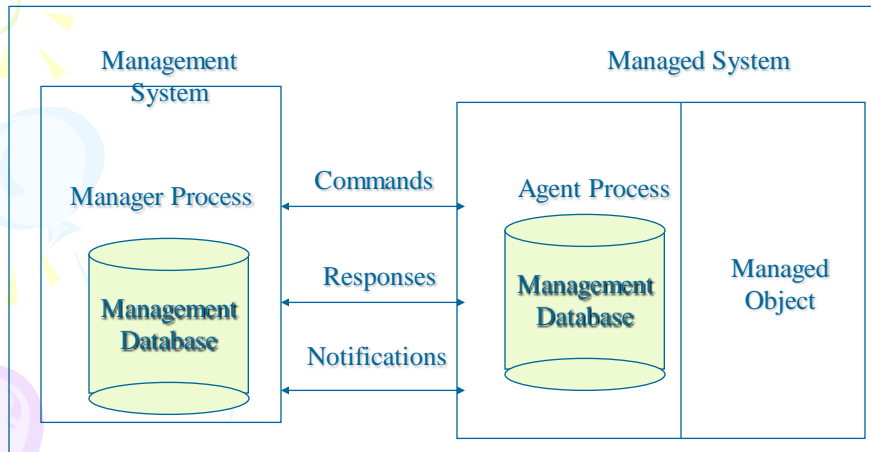 Management
System
Managed System
Manager Process
Management
Database
Commands
Responses
Notifications
Agent Process
Management
Database
Managed
Object